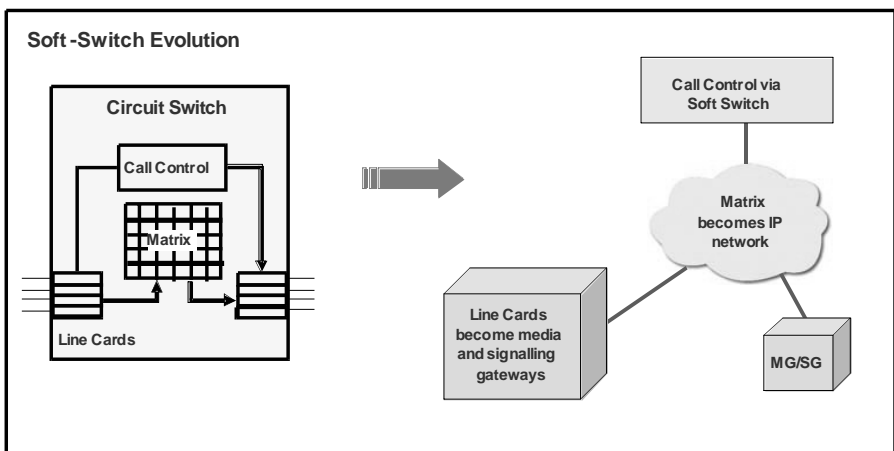 Soft-Switch Evolution
Circuit Switch
Call Control
Matrix
Line Cards
Call Control via
Soft Switch
Matrix
becomes IP
network
Line Cards
become media
and signalling
gateways
MG/SG